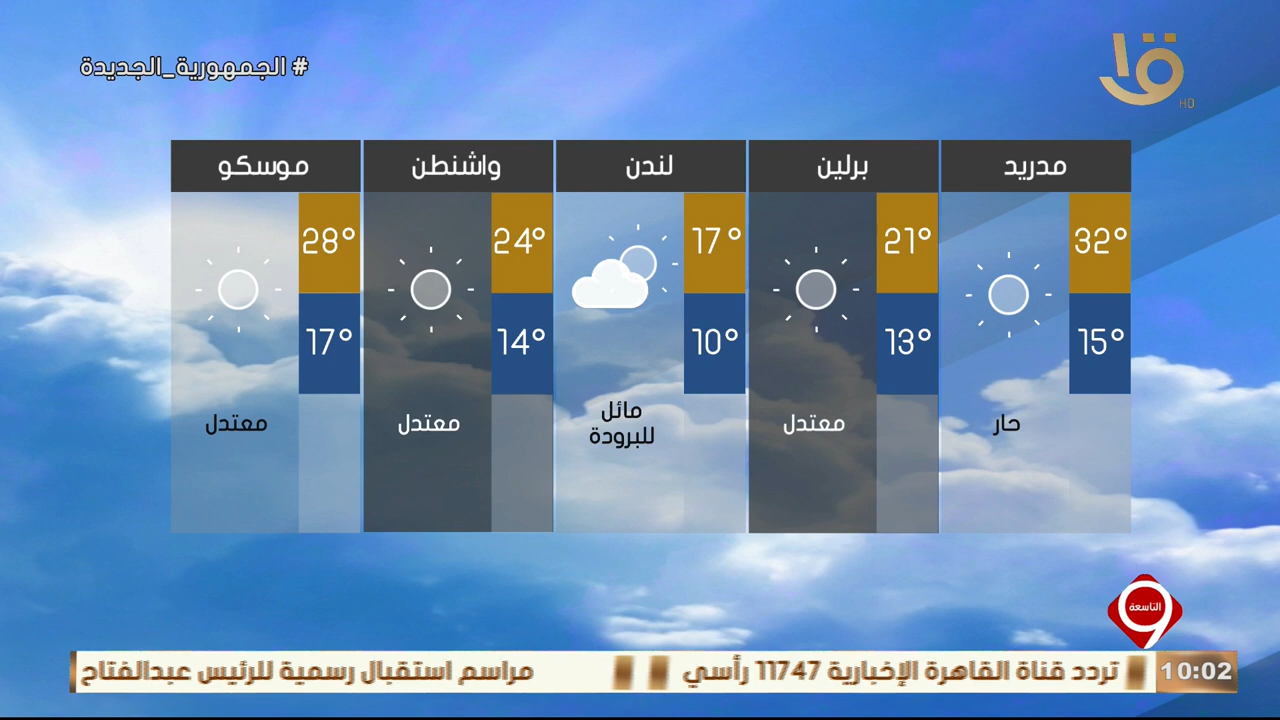 # الجمهورية_الجديدة
HD
مدريد
32°
15°
حار
برلين
21°
13°
معتدل
لندن
17°
10°
مائل
للبرودة
واشنطن
24°
14°
معتدل
موسكو
28°
17°
معتدل
التاسعة
9
10:02
تردد قناة القاهرة الإخبارية 11747 رأسي
مراسم استقبال رسمية للرئيس عبدالفتاح